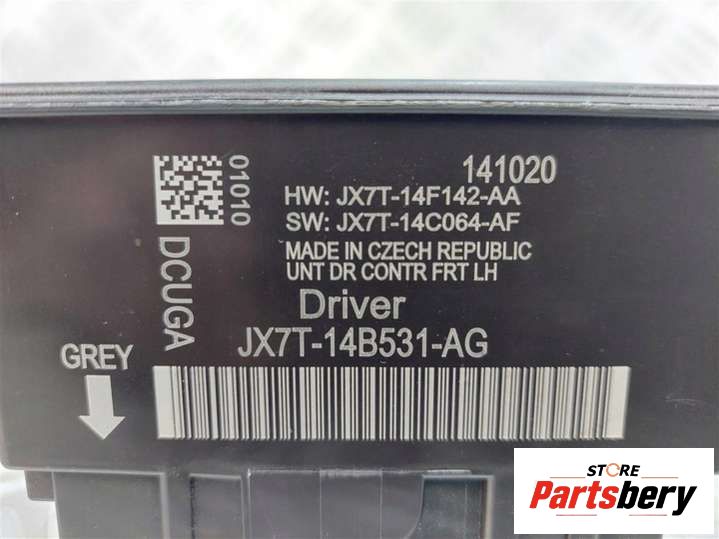 141020
01010
HW: JX7T-14F142-AA
SW: JX7T-14C064-AF
MADE IN CZECH REPUBLIC
UNT DR CONTR FRT LH
DCUGA
Driver
JX7T-14B531-AG
GREY
STORE
Partsbery